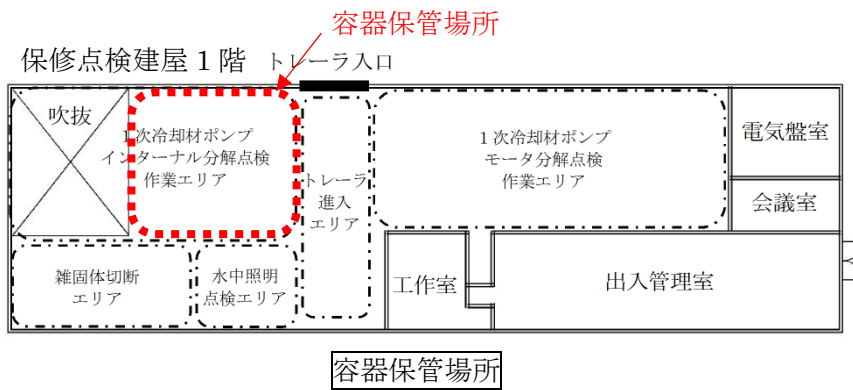 容器保管場所
保修点検建屋1階
トレーラ入口
吹抜
1次冷却材ポンプ
インターナル分解点検
作業エリア
トレーラ
進入
エリア
1次冷却材ポンプ
モータ分解点検
作業エリア
電気盤室
会議室
雑固体切断
エリア
水中照明
点検エリア
工作室
出入管理室
容器保管場所